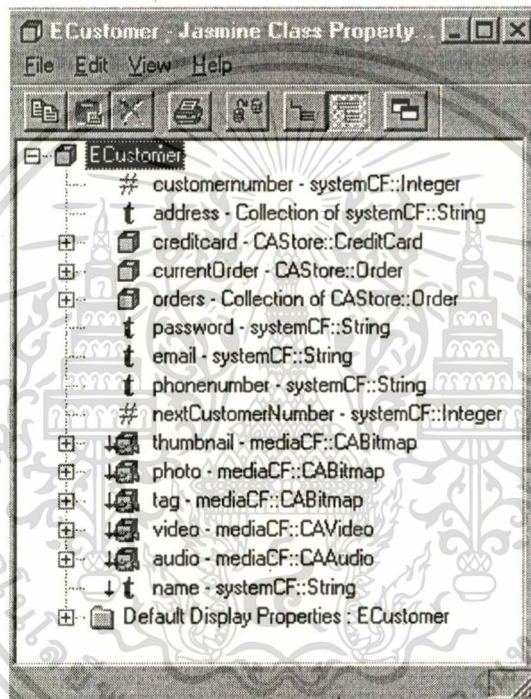 ECustomer - Jasmine Class Property ...
File Edit View Help
ECustomer
customernumber - systemCF::Integer
address - Collection of systemCF::String
creditcard - CAStore::CreditCard
currentOrder - CAStore::Order
orders - Collection of CAStore::Order
password - systemCF::String
email - systemCF::String
phonenumber - systemCF::String
nextCustomerNumber - systemCF::Integer
thumbnail - mediaCF::CABitmap
photo - mediaCF::CABitmap
tag - mediaCF::CABitmap
video - mediaCF::CAVideo
audio - mediaCF::CAAudio
name - systemCF::String
Default Display Properties : ECustomer